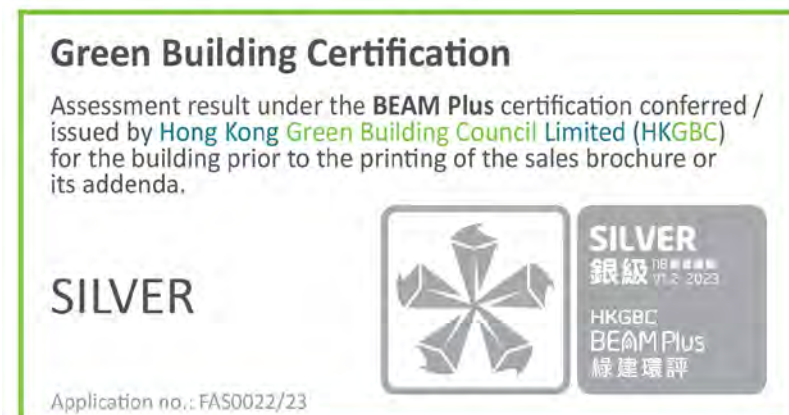 Green Building Certification
Assessment result under the BEAM Plus certification conferred /
issued by Hong Kong Green Building Council Limited (HKGBC)
for the building prior to the printing of the sales brochure or
its addenda.
SILVER
SILVER
銀級
V1.2 2023
HKGBC
BEAM Plus
綠建環評
Application no.: FAS0022/23